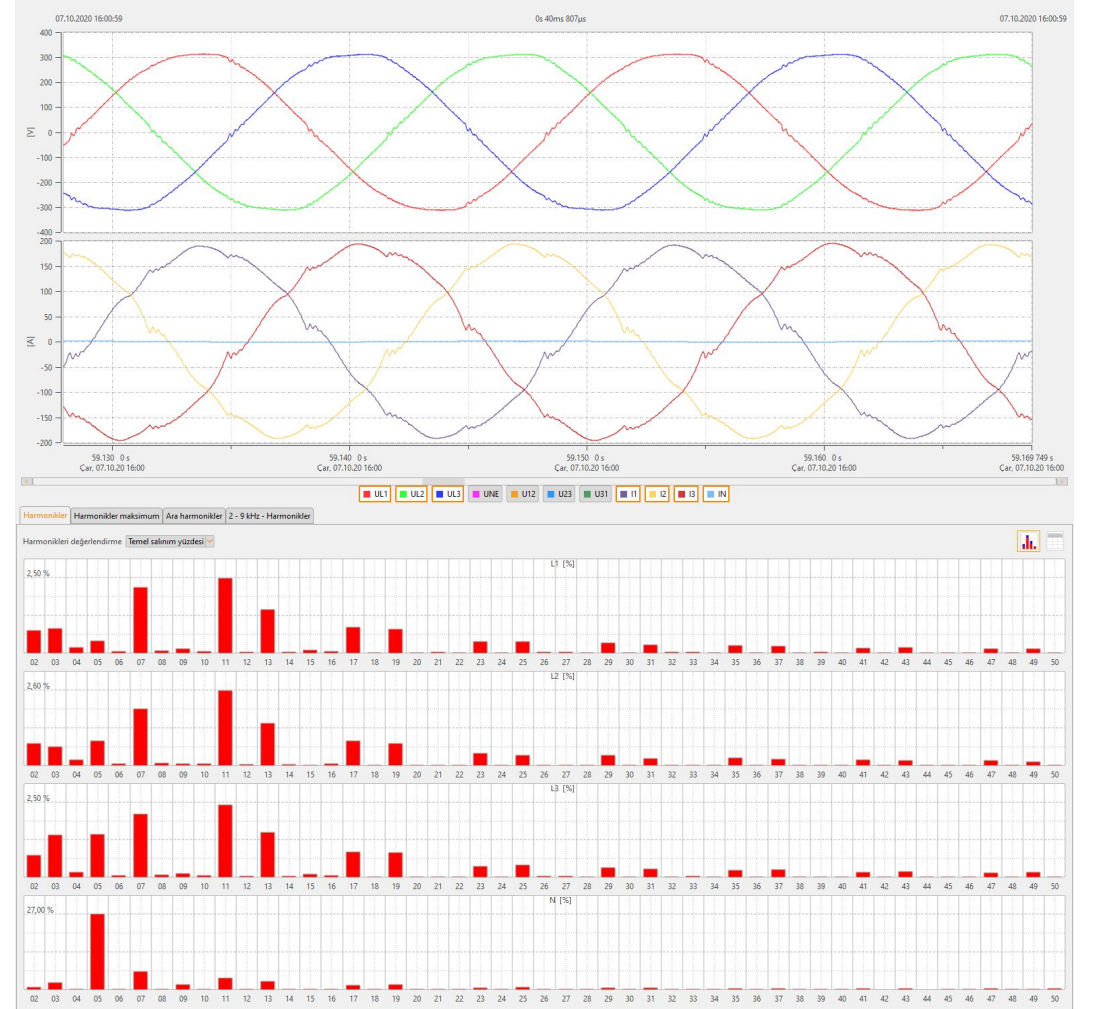 07.10.2020 16:00:59 0s 40ms 807µs 07.10.2020 16:00:59
400
300
200
100
0
-100
-200
-300
-400
[V]
200
150
100
50
0
-50
-100
-150
-200
[A]
59.130 0 s 59.140 0 s 59.150 0 s 59.160 0 s 59.169 749 s
Çar, 07.10.20 16:00 Çar, 07.10.20 16:00 Çar, 07.10.20 16:00 Çar, 07.10.20 16:00 Çar, 07.10.20 16:00
UL1 UL2 UL3 UNE U12 U23 U31 I1 I2 I3 IN
Harmonikler Harmonikler maksimum Ara harmonikler 2 - 9 kHz - Harmonikler
Harmonikleri değerlendirme Temel salınım yüzdesi
L1 [%]
2,50 %
02 03 04 05 06 07 08 09 10 11 12 13 14 15 16 17 18 19 20 21 22 23 24 25 26 27 28 29 30 31 32 33 34 35 36 37 38 39 40 41 42 43 44 45 46 47 48 49 50
L2 [%]
2,60 %
02 03 04 05 06 07 08 09 10 11 12 13 14 15 16 17 18 19 20 21 22 23 24 25 26 27 28 29 30 31 32 33 34 35 36 37 38 39 40 41 42 43 44 45 46 47 48 49 50
L3 [%]
2,50 %
02 03 04 05 06 07 08 09 10 11 12 13 14 15 16 17 18 19 20 21 22 23 24 25 26 27 28 29 30 31 32 33 34 35 36 37 38 39 40 41 42 43 44 45 46 47 48 49 50
N [%]
27,00 %
02 03 04 05 06 07 08 09 10 11 12 13 14 15 16 17 18 19 20 21 22 23 24 25 26 27 28 29 30 31 32 33 34 35 36 37 38 39 40 41 42 43 44 45 46 47 48 49 50